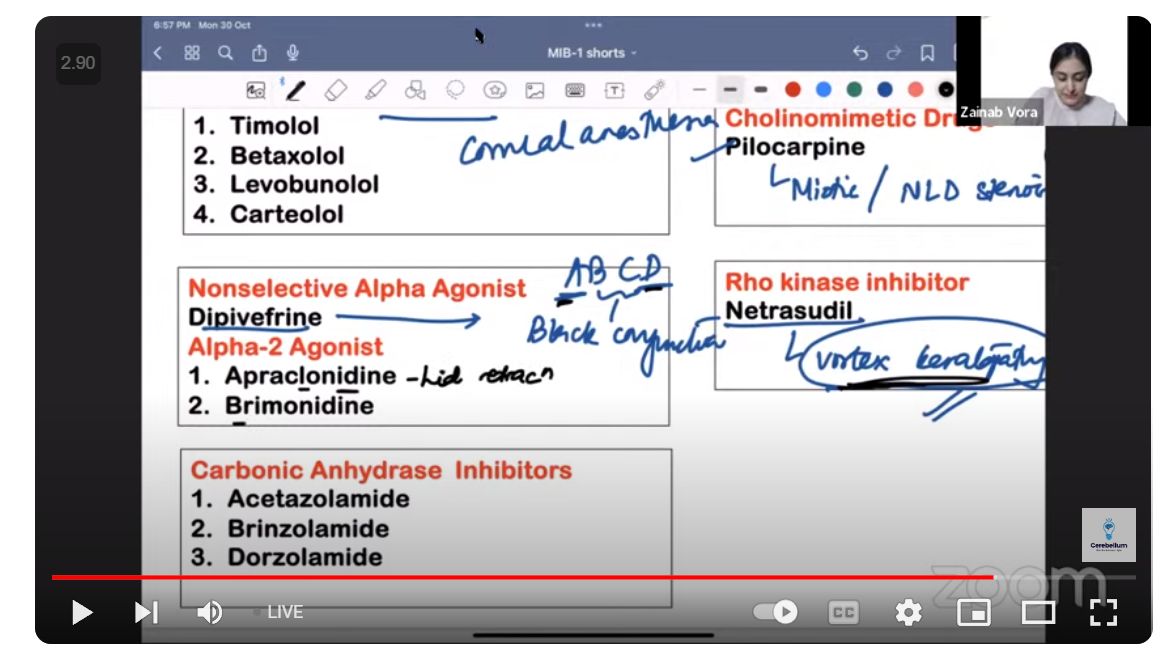 6:57 PM Mon 30 Oct
MIB-1 shorts
2.90
Zainab Vora
1. Timolol
2. Betaxolol
3. Levobunolol
4. Carteolol
Corneal anesthesia
Cholinomimetic Drugs
Pilocarpine
Miotic / NLD
Nonselective Alpha Agonist
Dipivefrine
Alpha-2 Agonist
1. Apraclonidine - Lid retracn
2. Brimonidine
A B C D
Black conjunctiva
Rho kinase inhibitor
Netrasudil
vortex keratopathy
Carbonic Anhydrase Inhibitors
1. Acetazolamide
2. Brinzolamide
3. Dorzolamide
Cerebellum
zoom
LIVE
CC